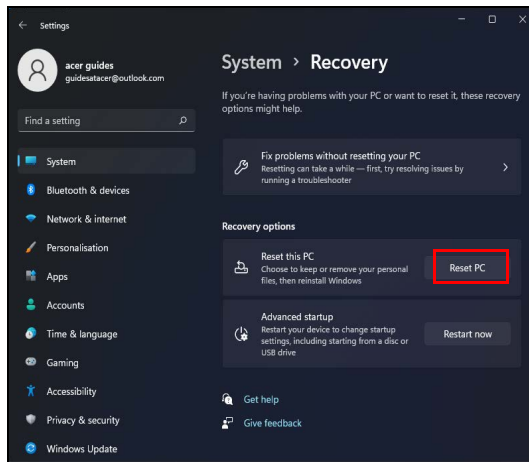 Settings
acer guides
guidesatacer@outlook.com
Find a setting
System
Bluetooth & devices
Network & internet
Personalisation
Apps
Accounts
Time & language
Gaming
Accessibility
Privacy & security
Windows Update
System > Recovery
If you're having problems with your PC or want to reset it, these recovery
options might help.
Fix problems without resetting your PC
Resetting can take a while — first, try resolving issues by
running a troubleshooter
Recovery options
Reset this PC
Choose to keep or remove your personal
files, then reinstall Windows
Reset PC
Advanced startup
Restart your device to change startup
settings, including starting from a disc or
USB drive
Restart now
Get help
Give feedback